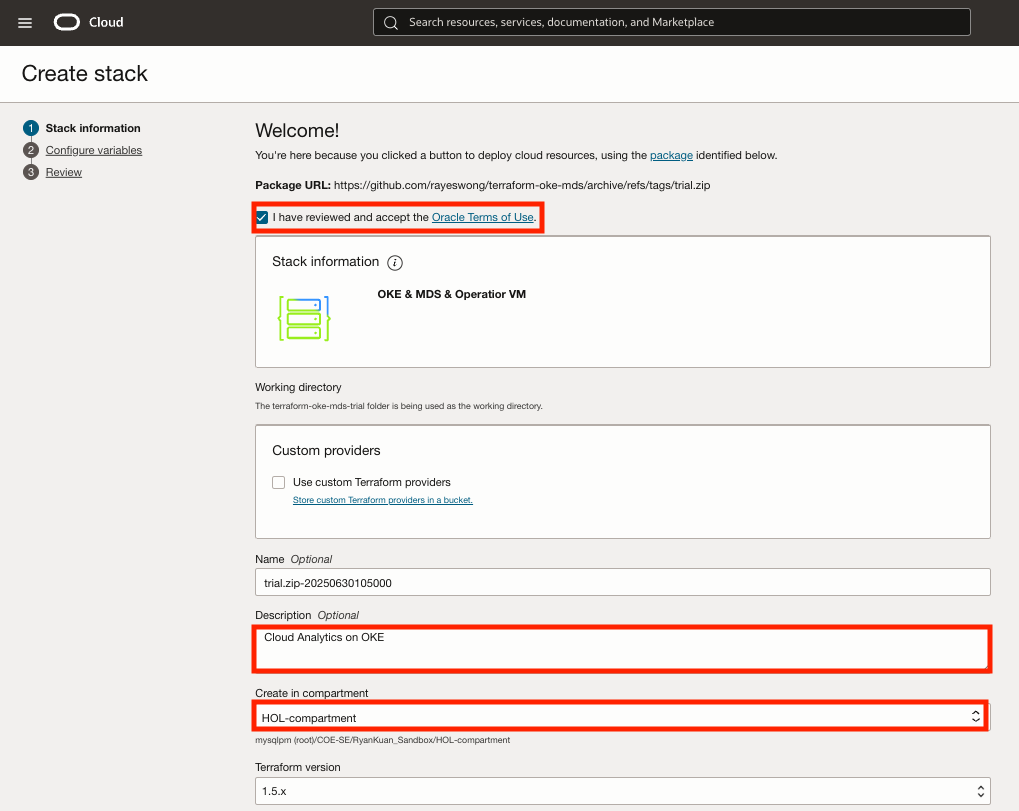 Cloud
Search resources, services, documentation, and Marketplace
Create stack
1 Stack information
2 Configure variables
3 Review
Welcome!
You're here because you clicked a button to deploy cloud resources, using the package identified below.
Package URL: https://github.com/rayeswong/terraform-oke-mds/archive/refs/tags/trial.zip
I have reviewed and accept the Oracle Terms of Use.
Stack information i
OKE & MDS & Operatior VM
Working directory
The terraform-oke-mds-trial folder is being used as the working directory.
Custom providers
Use custom Terraform providers
Store custom Terraform providers in a bucket.
Name Optional
trial.zip-20250630105000
Description Optional
Cloud Analytics on OKE
Create in compartment
HOL-compartment
mysqlpm (root)/COE-SE/RyanKuan_Sandbox/HOL-compartment
Terraform version
1.5.x